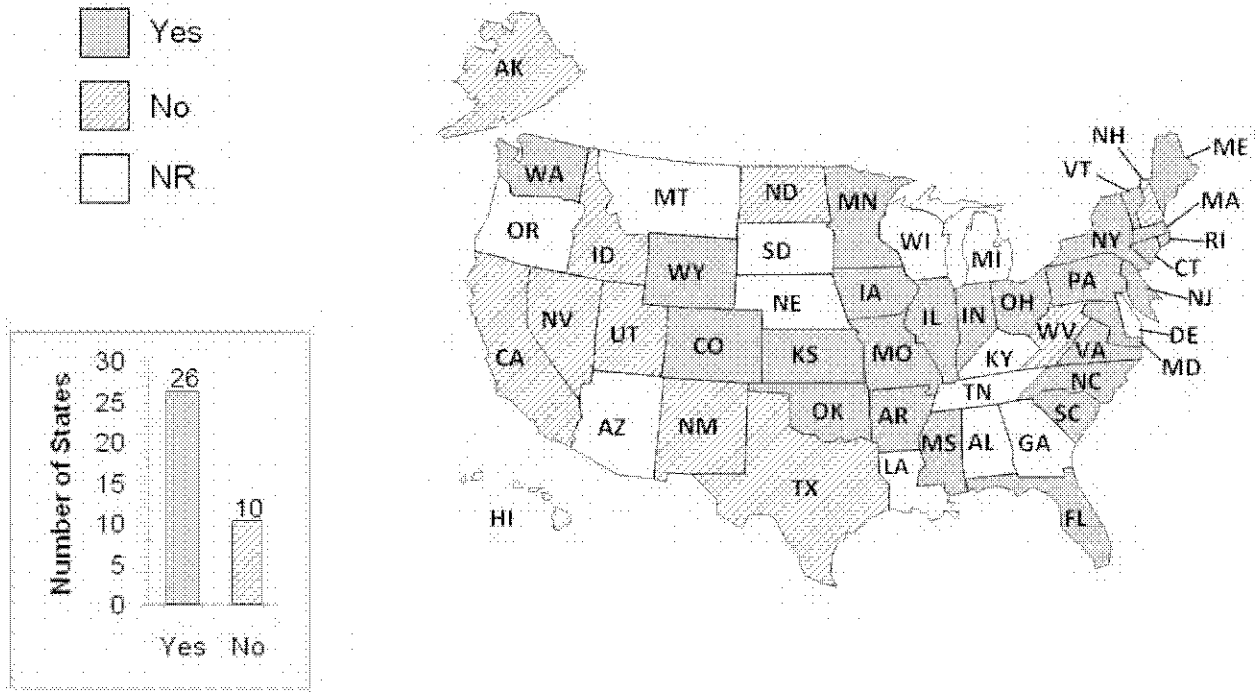 Yes
No
NR
AK
WA
MT
ND
MN
OR
ID
SD
WI
MI
WY
NE
IA
NV
UT
CO
KS
MO
IL
IN
OH
CA
AZ
NM
OK
AR
TX
LA
MS
AL
GA
TN
KY
WV
VA
NC
SC
FL
PA
NY
VT
NH
ME
MA
RI
CT
NJ
DE
MD
HI
Number of States
30
25
20
15
10
5
0
26
10
Yes No